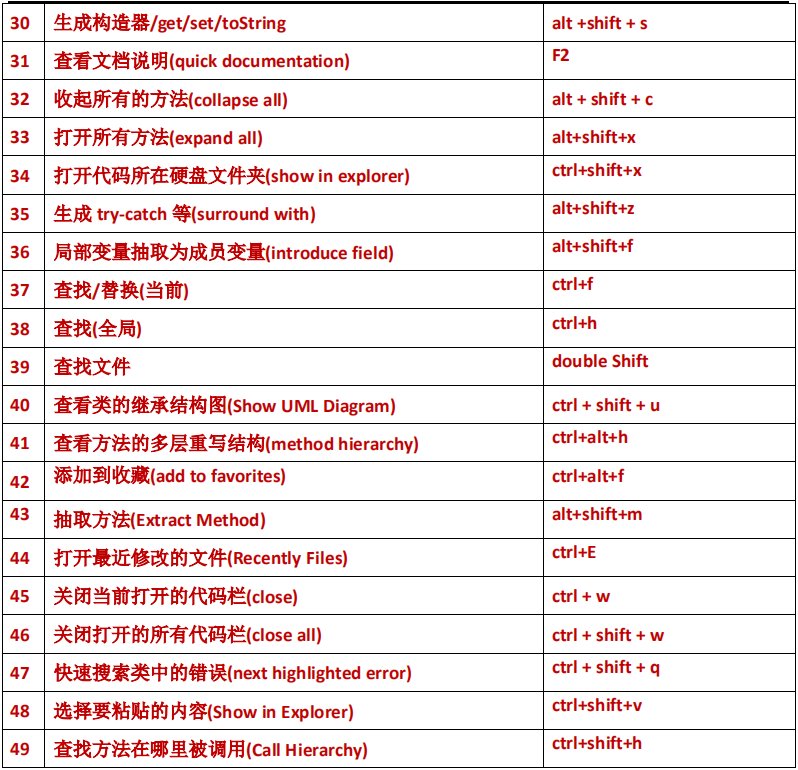 30 生成构造器/get/set/toString alt +shift + s
31 查看文档说明(quick documentation) F2
32 收起所有的方法(collapse all) alt + shift + c
33 打开所有方法(expand all) alt+shift+x
34 打开代码所在硬盘文件夹(show in explorer) ctrl+shift+x
35 生成 try-catch 等(surround with) alt+shift+z
36 局部变量抽取为成员变量(introduce field) alt+shift+f
37 查找/替换(当前) ctrl+f
38 查找(全局) ctrl+h
39 查找文件 double Shift
40 查看类的继承结构图(Show UML Diagram) ctrl + shift + u
41 查看方法的多层重写结构(method hierarchy) ctrl+alt+h
42 添加到收藏(add to favorites) ctrl+alt+f
43 抽取方法(Extract Method) alt+shift+m
44 打开最近修改的文件(Recently Files) ctrl+E
45 关闭当前打开的代码栏(close) ctrl + w
46 关闭打开的所有代码栏(close all) ctrl + shift + w
47 快速搜索类中的错误(next highlighted error) ctrl + shift + q
48 选择要粘贴的内容(Show in Explorer) ctrl+shift+v
49 查找方法在哪里被调用(Call Hierarchy) ctrl+shift+h